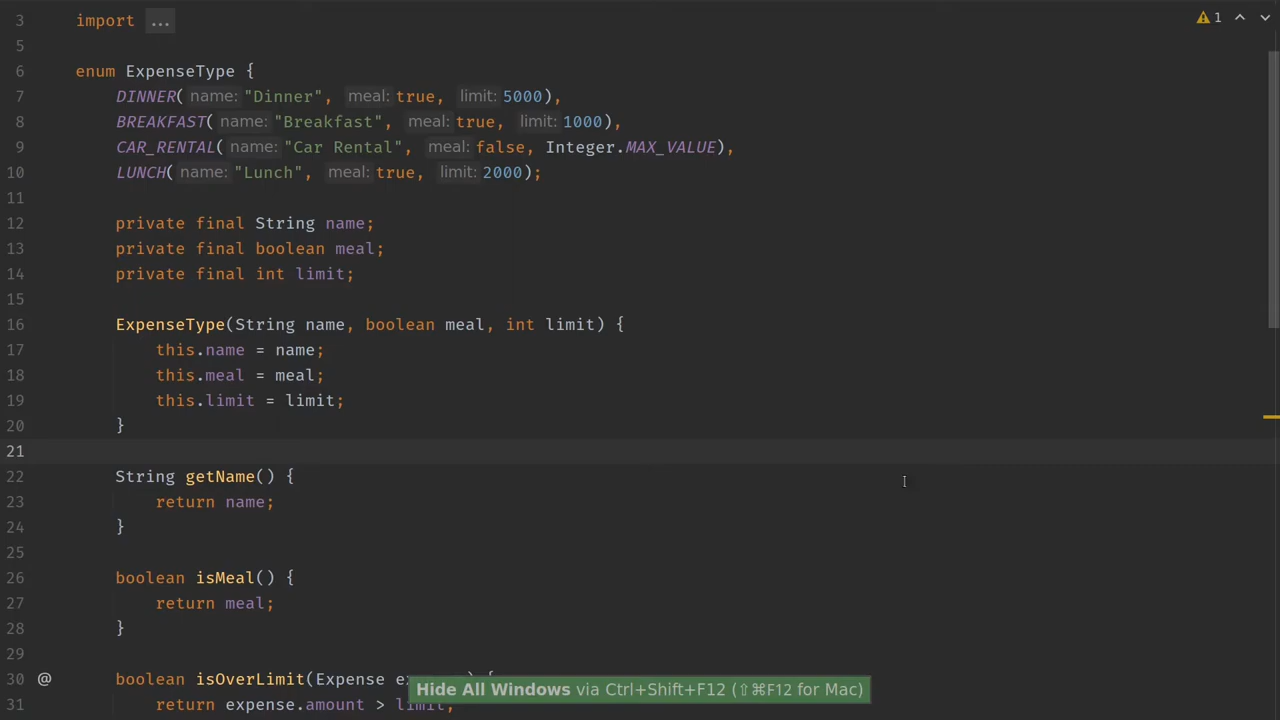 3 import ...
1
5
6 enum ExpenseType {
7 DINNER( name: "Dinner", meal: true, limit: 5000),
8 BREAKFAST( name: "Breakfast", meal: true, limit: 1000),
9 CAR_RENTAL( name: "Car Rental", meal: false, Integer.MAX_VALUE),
10 LUNCH( name: "Lunch", meal: true, limit: 2000);
11
12 private final String name;
13 private final boolean meal;
14 private final int limit;
15
16 ExpenseType(String name, boolean meal, int limit) {
17 this.name = name;
18 this.meal = meal;
19 this.limit = limit;
20 }
21
22 String getName() {
23 return name;
24 }
25
26 boolean isMeal() {
27 return meal;
28 }
29
30 @ boolean isOverLimit(Expense {
Hide All Windows via Ctrl+Shift+F12 (⇧⌘F12 for Mac)
31 return expense.amount > limit;